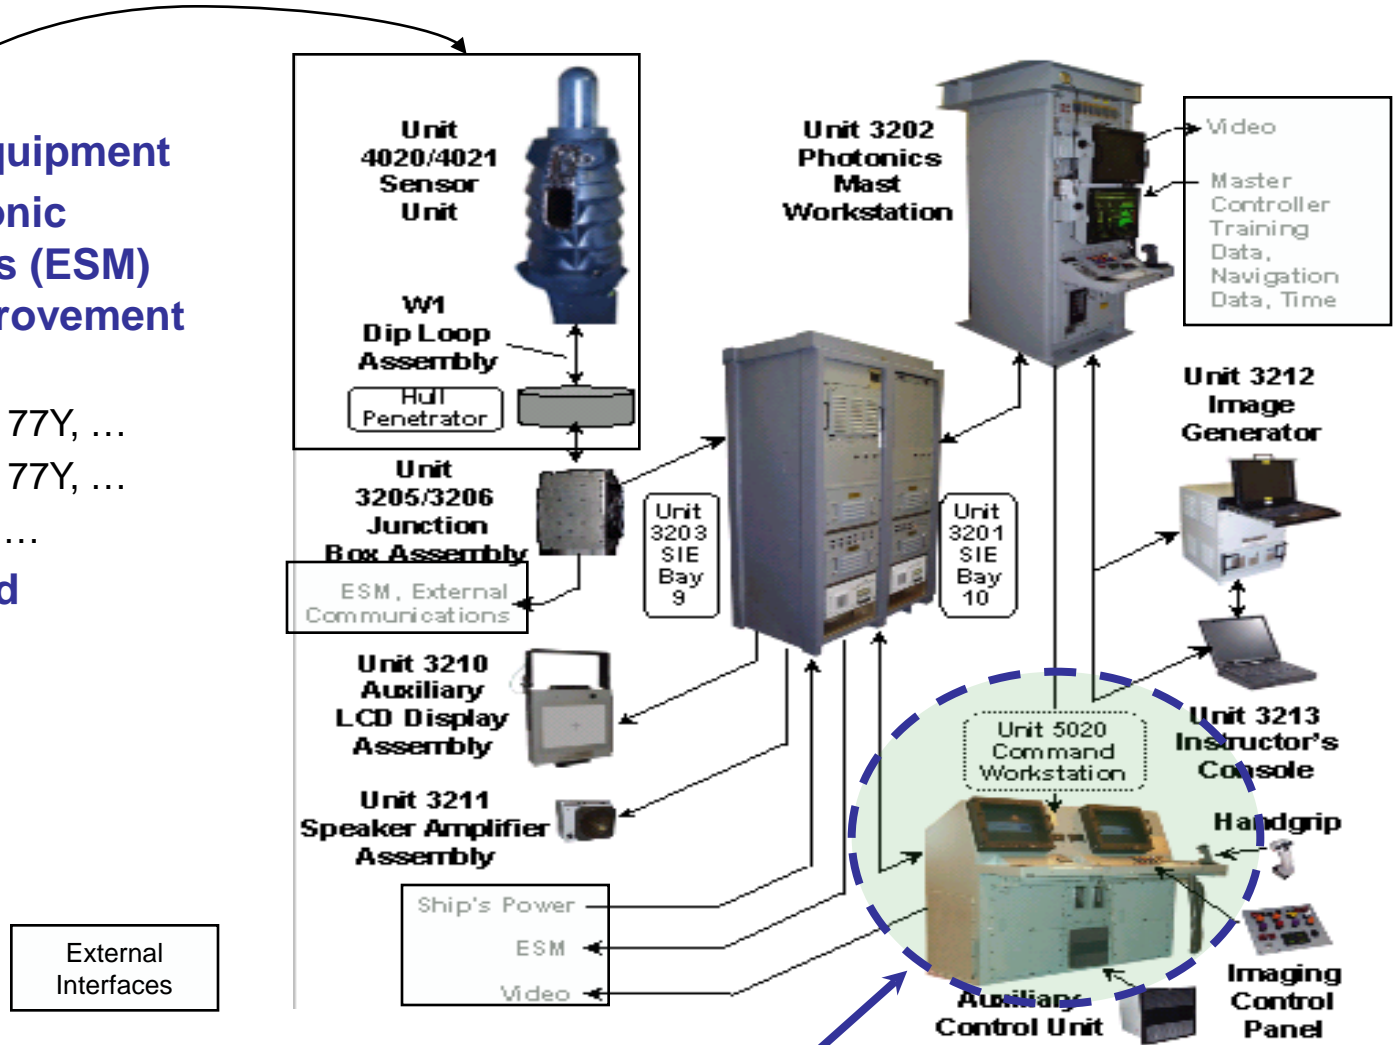 quipment
onic
s (ESM)
rovement
77Y, …
77Y, …
…
d
External
Interfaces
Unit
4020/4021
Sensor
Unit
W1
Dip Loop
Assembly
Hull
Penetrator
Unit
3205/3206
Junction
Box Assembly
ESM, External
Communications
Unit 3210
Auxiliary
LCD Display
Assembly
Unit 3211
Speaker Amplifier
Assembly
Ship's Power
ESM
Video
Unit
3203
SIE
Bay
9
Unit
3201
SIE
Bay
10
Unit 3202
Photonics
Mast
Workstation
Video
Master
Controller
Training
Data,
Navigation
Data, Time
Unit 3212
Image
Generator
Unit 3213
Instructor's
Console
Unit 5020
Command
Workstation
Handgrip
Imaging
Control
Panel
Auxiliary
Control Unit